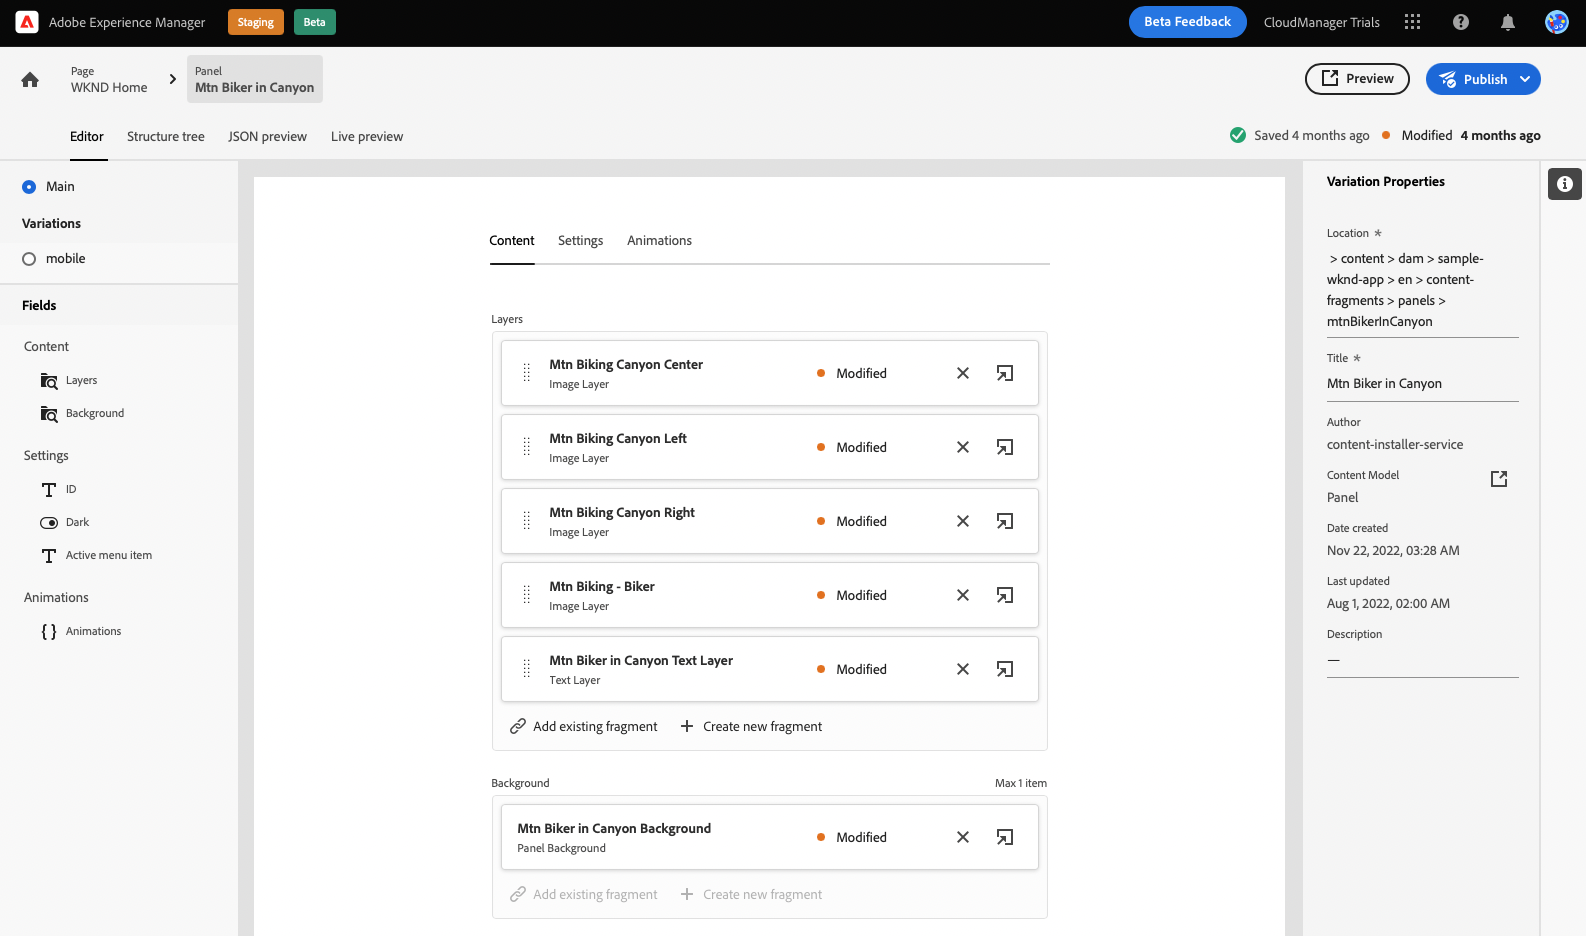 Adobe Experience Manager
Staging
Beta
Beta Feedback
CloudManager Trials
Page
WKND Home
Panel
Mtn Biker in Canyon
Preview
Publish
Editor
Structure tree
JSON preview
Live preview
Saved 4 months ago
Modified 4 months ago
Main
Variations
mobile
Fields
Content
Layers
Background
Settings
ID
Dark
Active menu item
Animations
Animations
Content
Settings
Animations
Layers
Mtn Biking Canyon Center
Image Layer
Modified
Mtn Biking Canyon Left
Image Layer
Modified
Mtn Biking Canyon Right
Image Layer
Modified
Mtn Biking - Biker
Image Layer
Modified
Mtn Biker in Canyon Text Layer
Text Layer
Modified
Add existing fragment
Create new fragment
Background
Max 1 item
Mtn Biker in Canyon Background
Panel Background
Modified
Add existing fragment
Create new fragment
Variation Properties
Location *
> content > dam > sample-
wknd-app > en > content-
fragments > panels >
mtnBikerInCanyon
Title *
Mtn Biker in Canyon
Author
content-installer-service
Content Model
Panel
Date created
Nov 22, 2022, 03:28 AM
Last updated
Aug 1, 2022, 02:00 AM
Description
—